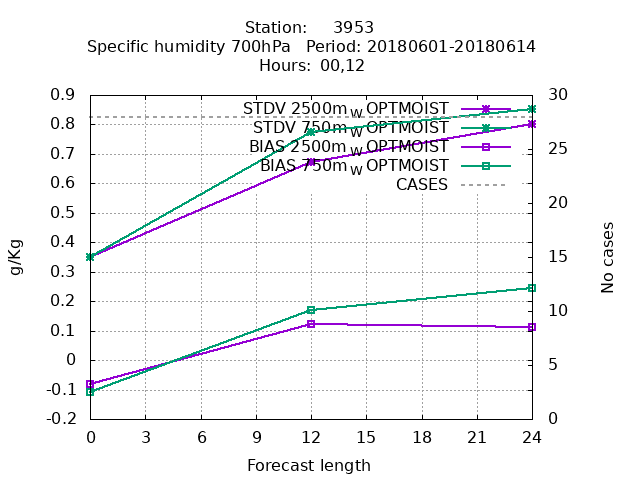 Station: 3953
Specific humidity 700hPa Period: 20180601-20180614
Hours: 00,12
0.9
0.8
0.7
0.6
0.5
0.4
0.3
0.2
0.1
0
-0.1
-0.2
g/Kg
STDV 2500m W OPTMOIST
STDV 750m W OPTMOIST
BIAS 2500m W OPTMOIST
BIAS 750m W OPTMOIST
CASES
30
25
20
15
10
5
0
No cases
0 3 6 9 12 15 18 21 24
Forecast length